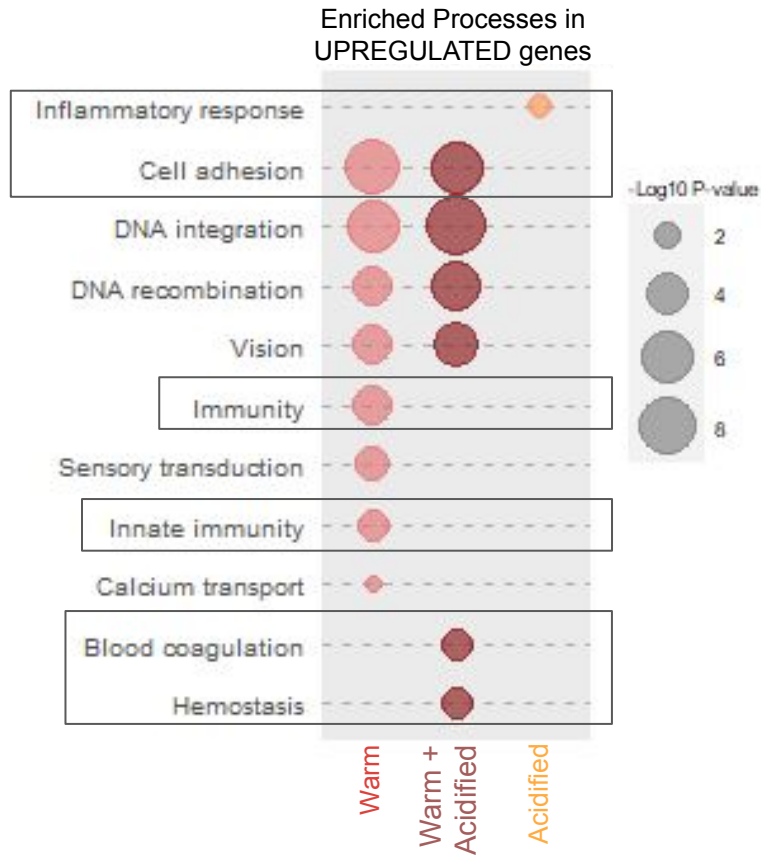 Enriched Processes in
UPREGULATED genes
Inflammatory response
Cell adhesion
DNA integration
DNA recombination
Vision
Immunity
Sensory transduction
Innate immunity
Calcium transport
Blood coagulation
Hemostasis
Warm
Warm +
Acidified
Acidified
-Log10 P-value
2
4
6
8